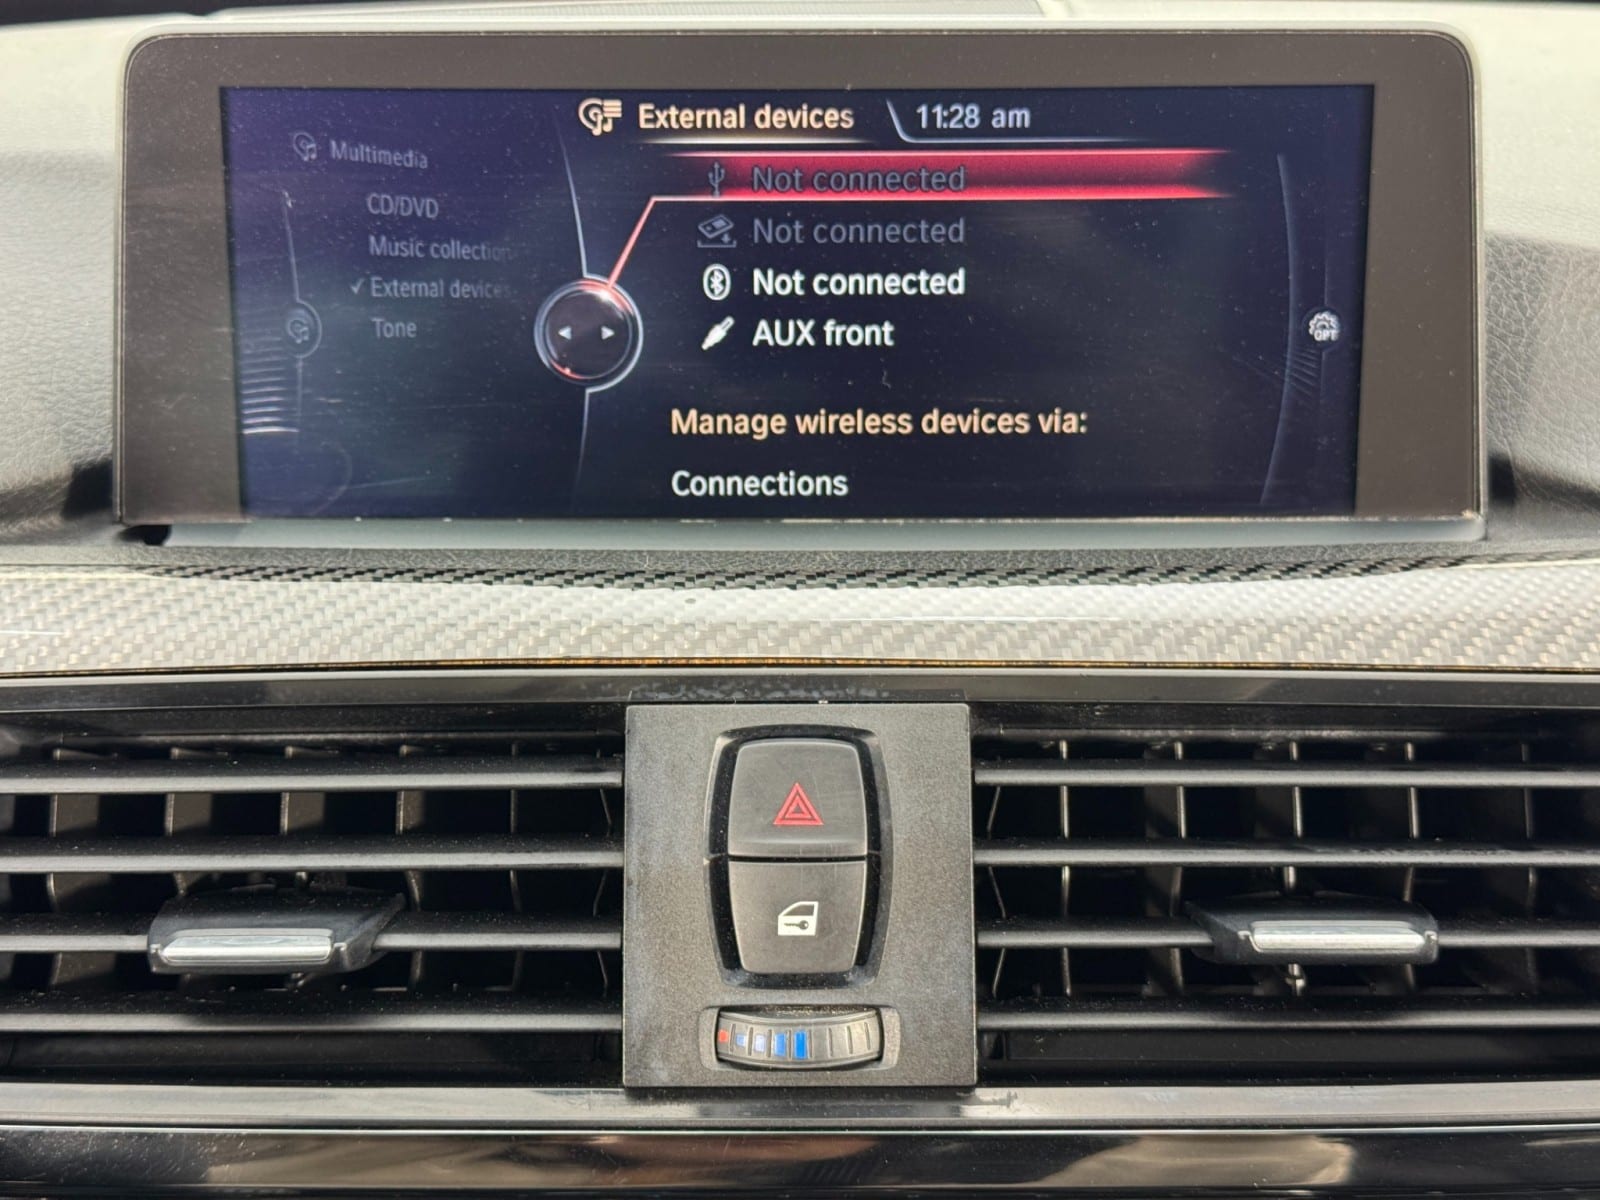 External devices
11:28 am
Multimedia
CD/DVD
Music collection
External devices
Tone
Not connected
Not connected
Not connected
AUX front
Manage wireless devices via:
Connections
OPT